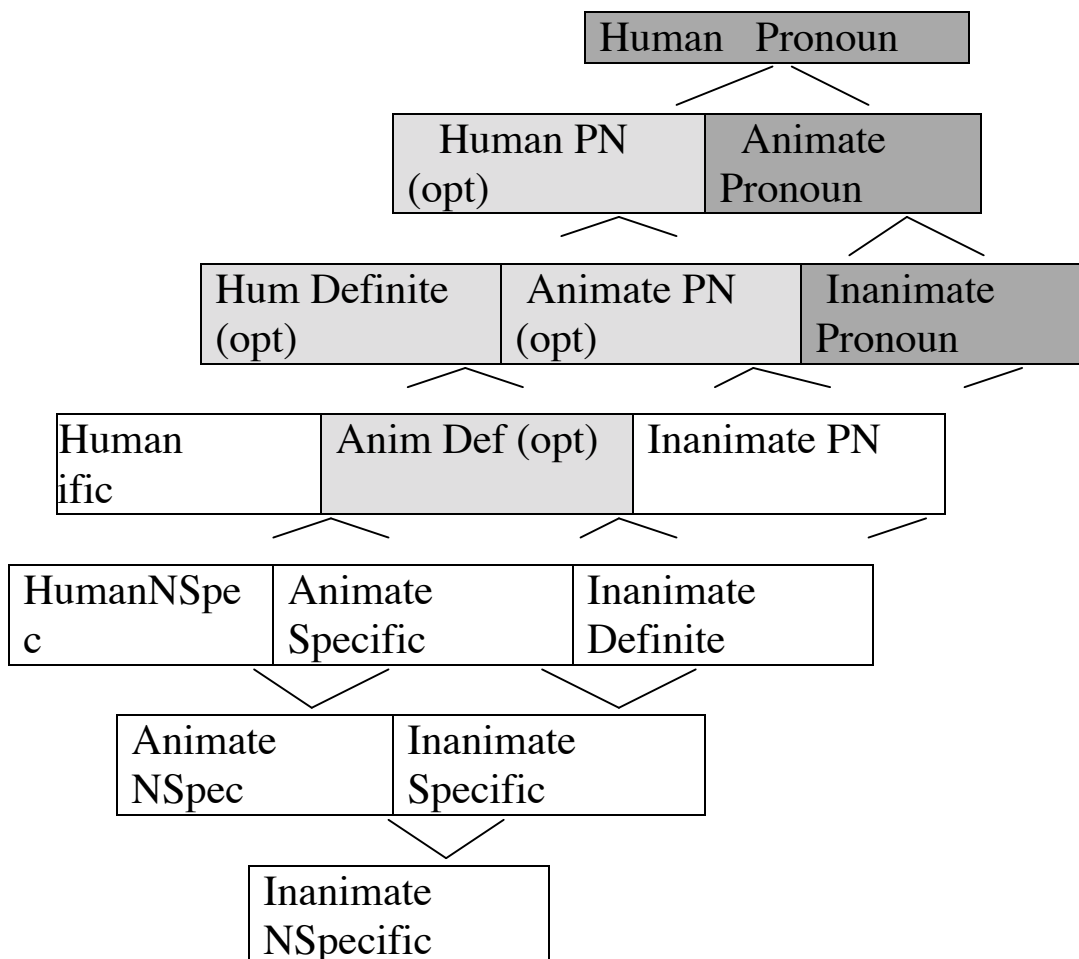 Human Pronoun
Human PN
(opt)
Animate
Pronoun
Hum Definite
(opt)
Animate PN
(opt)
Inanimate
Pronoun
Human
ific
Anim Def (opt)
Inanimate PN
HumanNSpe
c
Animate
Specific
Inanimate
Definite
Animate
NSpec
Inanimate
Specific
Inanimate
NSpecific